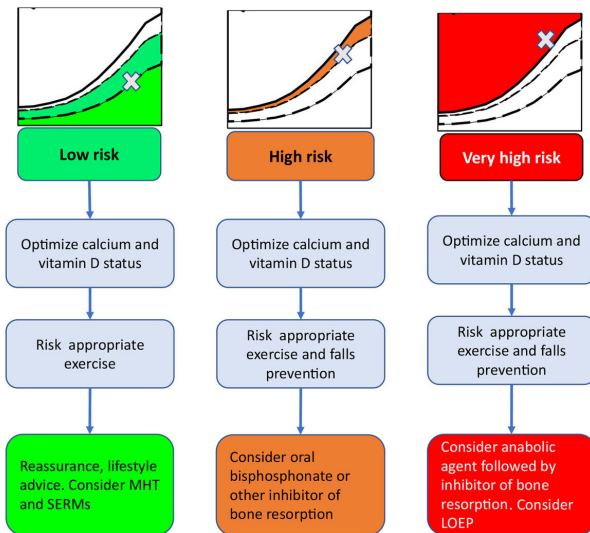 Low risk
High risk
Very high risk
Optimize calcium and
vitamin D status
Optimize calcium and
vitamin D status
Optimize calcium and
vitamin D status
Risk appropriate
exercise
Risk appropriate
exercise and falls
prevention
Risk appropriate
exercise and falls
prevention
Reassurance, lifestyle
advice. Consider MHT
and SERMs
Consider oral
bisphosphonate or
other inhibitor of
bone resorption
Consider anabolic
agent followed by
inhibitor of bone
resorption. Consider
LOEP